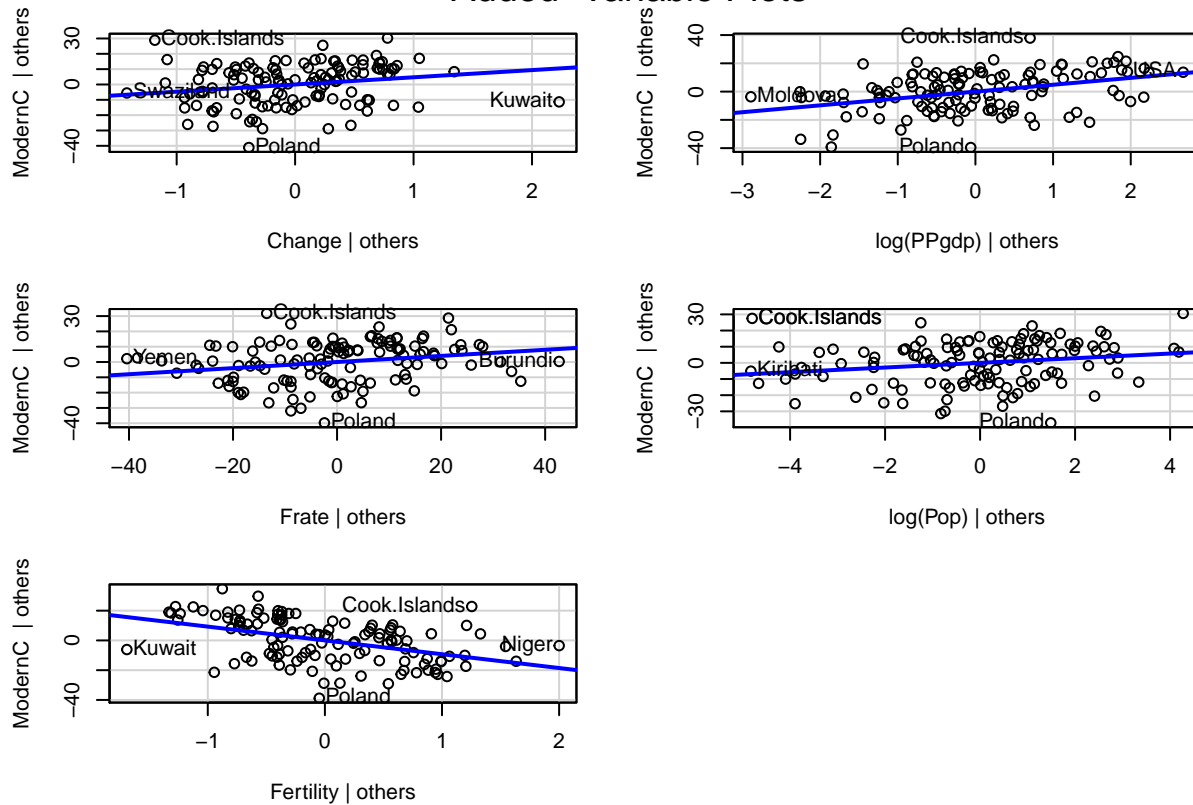 Added−Variable Plots
ModernC | others
30
0
−40
Cook.Islands
Swaziland
Kuwait
Poland
−1
0
1
2
Change | others
ModernC | others
40
0
−40
Cook.Islands
Moldova
USA
Poland
−3
−2
−1
0
1
2
log(PPgdp) | others
ModernC | others
30
0
−40
Cook.Islands
Yemen
Burundi
Poland
−40
−20
0
20
40
Frate | others
ModernC | others
30
0
−30
Cook.Islands
Kiribati
Poland
−4
−2
0
2
4
log(Pop) | others
ModernC | others
0
−40
Cook.Islands
Kuwait
Niger
Poland
−1
0
1
2
Fertility | others